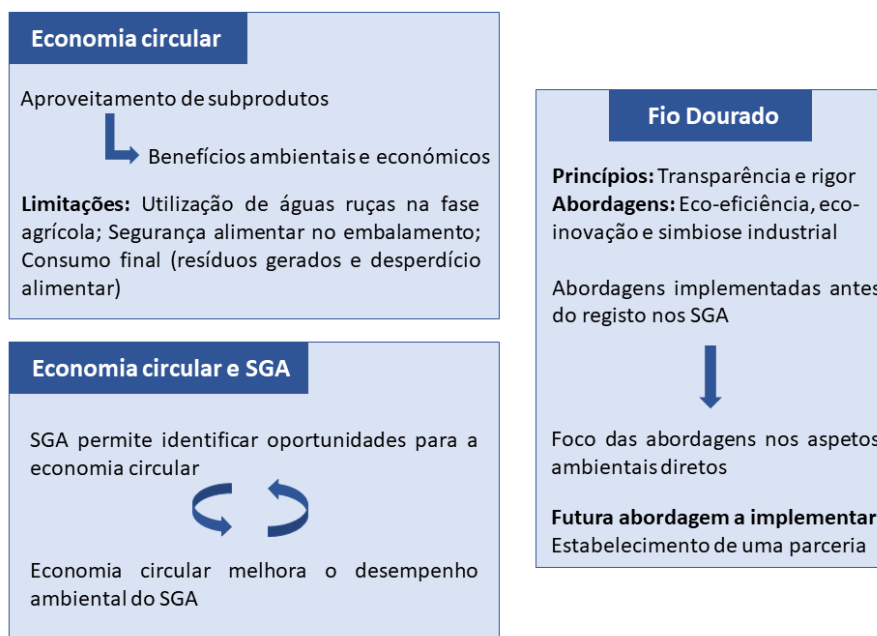 Economia circular
Aproveitamento de subprodutos
Benefícios ambientais e económicos
Limitações: Utilização de águas ruças na fase
agrícola; Segurança alimentar no embalamento;
Consumo final (resíduos gerados e desperdício
alimentar)
Economia circular e SGA
SGA permite identificar oportunidades para a
economia circular
Economia circular melhora o desempenho
ambiental do SGA
Fio Dourado
Princípios: Transparência e rigor
Abordagens: Eco-eficiência, eco-
inovação e simbiose industrial
Abordagens implementadas antes
do registo nos SGA
Foco das abordagens nos aspetos
ambientais diretos
Futura abordagem a implementar
Estabelecimento de uma parceria